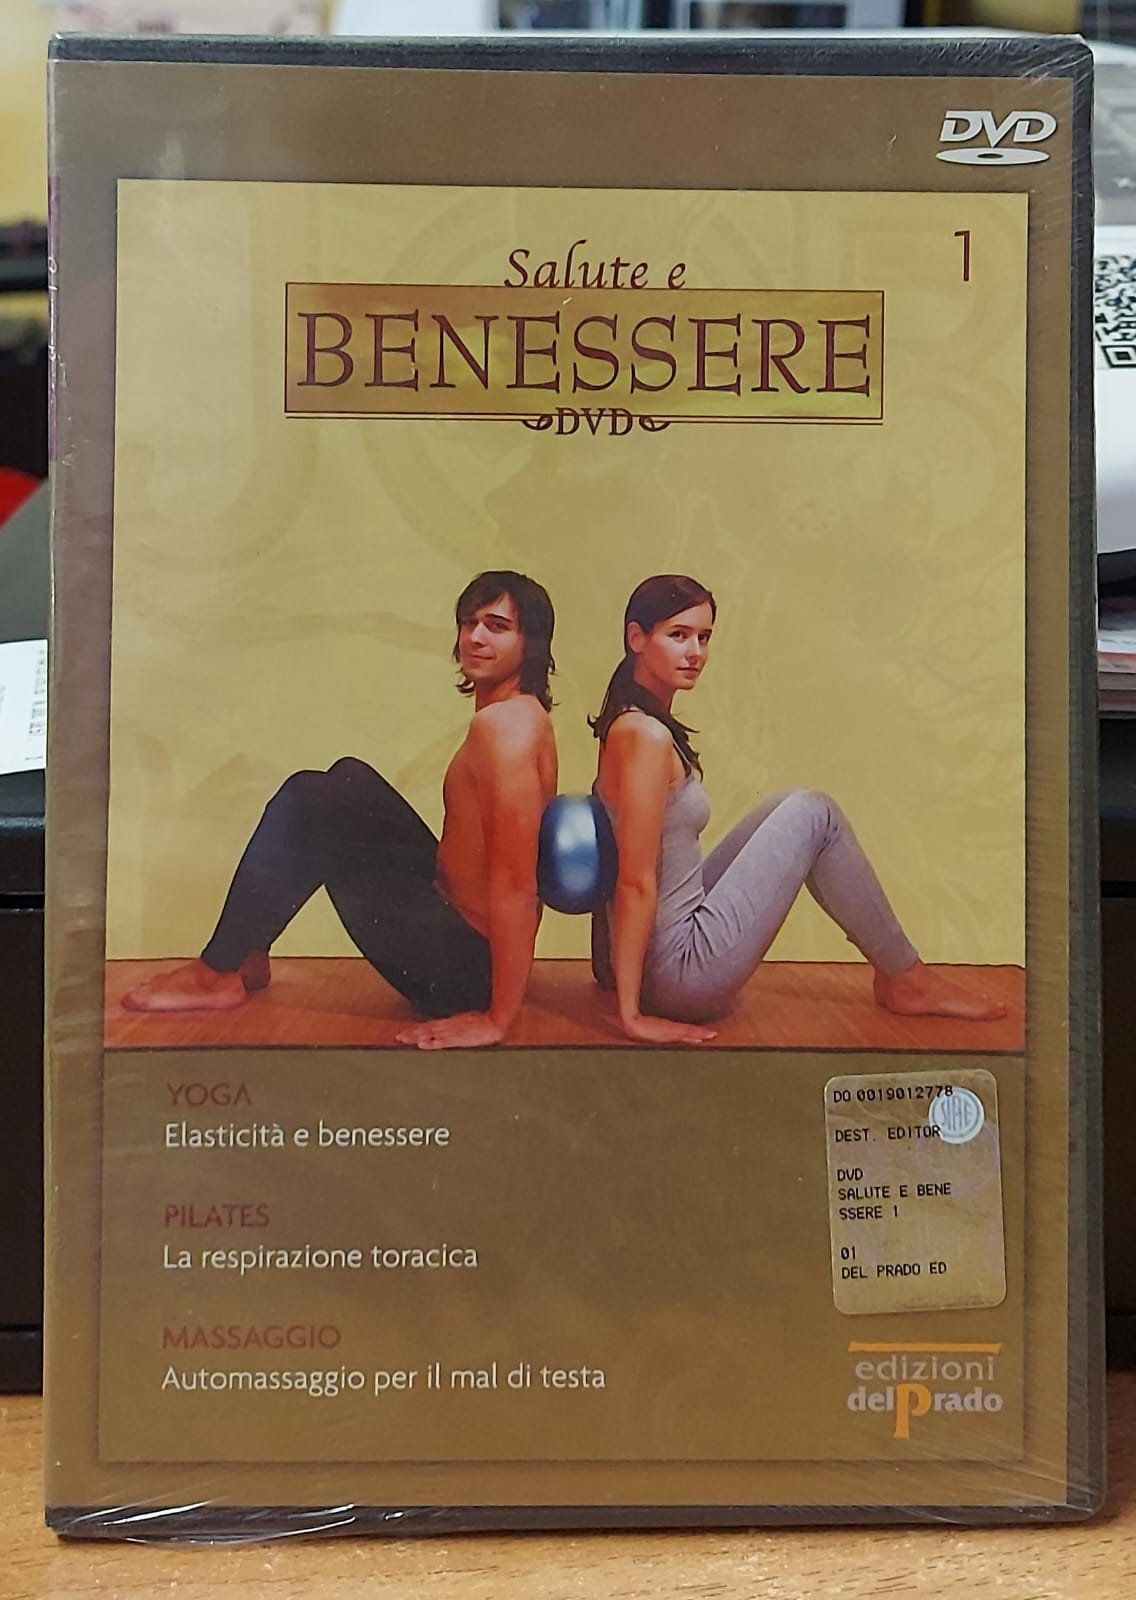 DVD
1
Salute e
BENESSERE
DVD
YOGA
Elasticità e benessere
PILATES
La respirazione toracica
MASSAGGIO
Automassaggio per il mal di testa
DO 0019012778
SIAE
DEST. EDITOR
DVD
SALUTE E BENE
SSERE 1
01
DEL PRADO ED
edizioni
delPrado